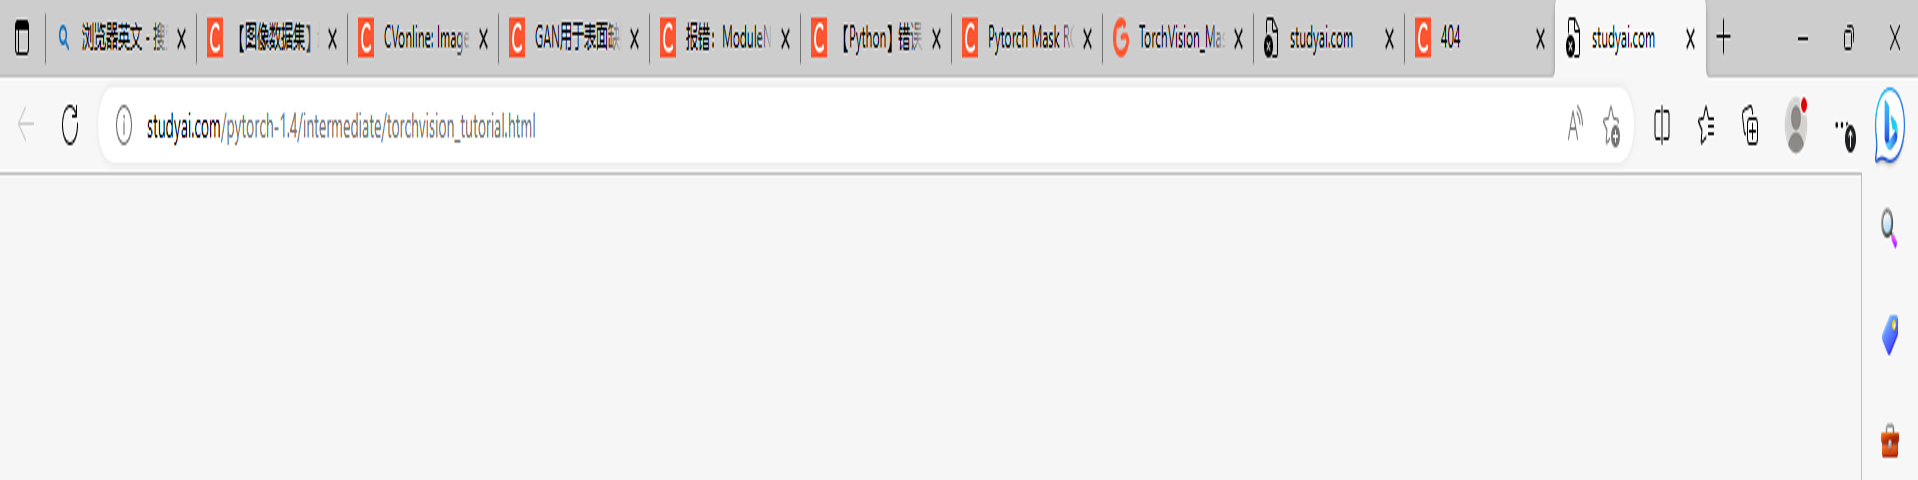 浏览器英文 - 搜
【图像数据集】
CVonline: Image
GAN用于表面缺
报错：ModuleN
【Python】错误
Pytorch Mask RC
TorchVision_Mas
studyai.com
404
studyai.com
studyai.com/pytorch-1.4/intermediate/torchvision_tutorial.html